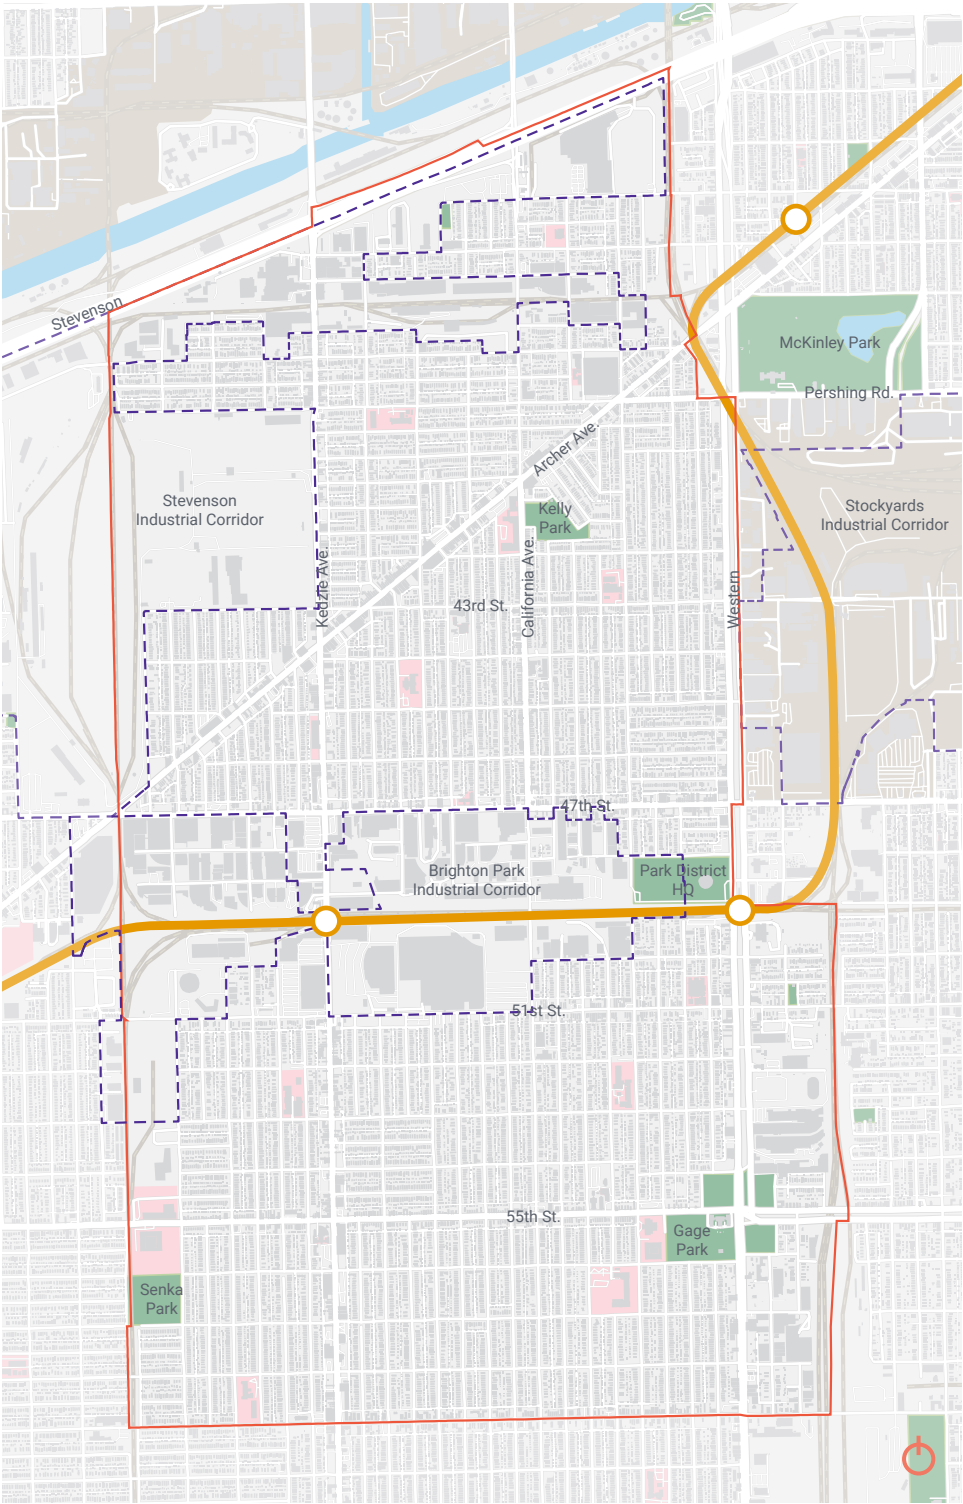 Stevenson
McKinley Park
Pershing Rd.
Archer Ave.
Stevenson
Industrial Corridor
Kelly
Park
Stockyards
Industrial Corridor
Kedzie Ave.
43rd St.
California Ave.
Western
47th St.
Brighton Park
Industrial Corridor
Park District
HQ
51st St.
55th St.
Gage
Park
Senka
Park